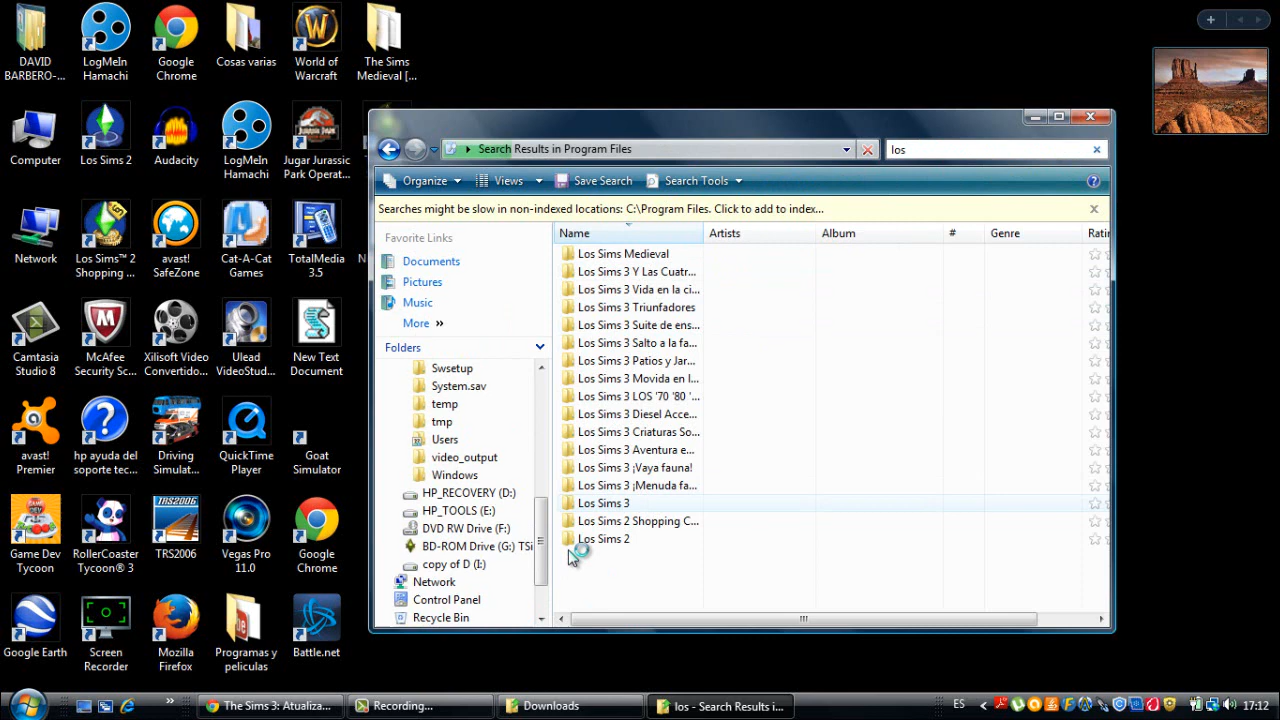 DAVID BARBERO-...
LogMeIn Hamachi
Google Chrome
Cosas varias
World of Warcraft
The Sims Medieval [...
Computer
Los Sims 2
Audacity
LogMeIn Hamachi
Jugar Jurassic Park Operat...
Network
Los Sims™ 2 Shopping ...
avast! SafeZone
Cat-A-Cat Games
TotalMedia 3.5
N
Camtasia Studio 8
McAfee Security Sc...
Xilisoft Video Convertido...
Ulead VideoStud...
New Text Document
avast! Premier
hp ayuda del soporte tec...
Driving Simulat...
QuickTime Player
Goat Simulator
Game Dev Tycoon
RollerCoaster Tycoon® 3
TRS2006
Vegas Pro 11.0
Google Chrome
Google Earth
Screen Recorder
Mozilla Firefox
Programas y peliculas
Battle.net
Search Results in Program Files
los
Organize
Views
Save Search
Search Tools
Searches might be slow in non-indexed locations: C:\Program Files. Click to add to index...
Favorite Links
Documents
Pictures
Music
More »
Folders
Swsetup
System.sav
temp
tmp
Users
video_output
Windows
HP_RECOVERY (D:)
HP_TOOLS (E:)
DVD RW Drive (F:)
BD-ROM Drive (G:) TSi
copy of D (I:)
Network
Control Panel
Recycle Bin
Name Artists Album # Genre Ratin
Los Sims Medieval
Los Sims 3 Y Las Cuatr...
Los Sims 3 Vida en la ci...
Los Sims 3 Triunfadores
Los Sims 3 Suite de ens...
Los Sims 3 Salto a la fa...
Los Sims 3 Patios y Jar...
Los Sims 3 Movida en l...
Los Sims 3 LOS '70 '80 '...
Los Sims 3 Diesel Acce...
Los Sims 3 Criaturas So...
Los Sims 3 Aventura e...
Los Sims 3 ¡Vaya fauna!
Los Sims 3 ¡Menuda fa...
Los Sims 3
Los Sims 2 Shopping C...
Los Sims 2
The Sims 3: Atualiza...
Recording...
Downloads
los - Search Results i...
ES
17:12